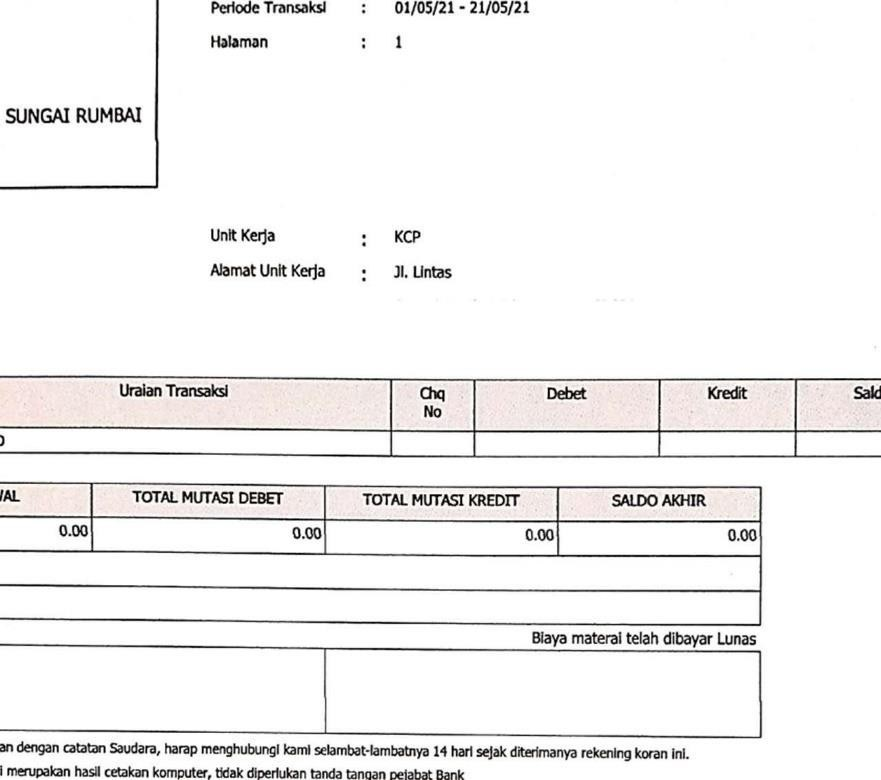 Periode Transaksi : 01/05/21 - 21/05/21
Halaman : 1
SUNGAI RUMBAI
Unit Kerja : KCP
Alamat Unit Kerja : Jl. Lintas
Uraian Transaksi Chq No Debet Kredit Sald
TOTAL MUTASI DEBET TOTAL MUTASI KREDIT SALDO AKHIR
0.00 0.00 0.00 0.00
Biaya materai telah dibayar Lunas
an dengan catatan Saudara, harap menghubungi kami selambat-lambatnya 14 hari sejak diterimanya rekening koran ini.
i merupakan hasil cetakan komputer, tidak diperlukan tanda tangan pejabat Bank